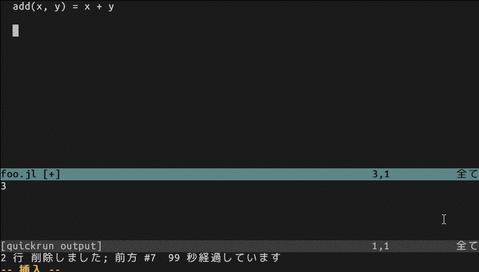 add(x, y) = x + y
foo.jl [+] 3,1 全て
3
[quickrun output] 1,1 全て
2 行 削除しました; 前方 #7 99 秒経過しています
-- 挿入 --